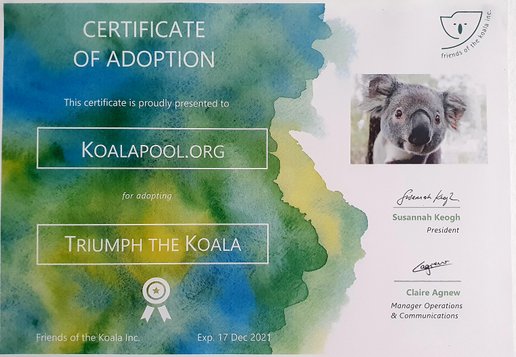 CERTIFICATE
OF ADOPTION
This certificate is proudly presented to
KOALAPOOL.ORG
for adopting
TRIUMPH THE KOALA
Friends of the Koala Inc.
Exp. 17 Dec 2021
friends of the koala inc.
Susannah Keogh
Susannah Keogh
President
CAgnew
Claire Agnew
Manager Operations
& Communications